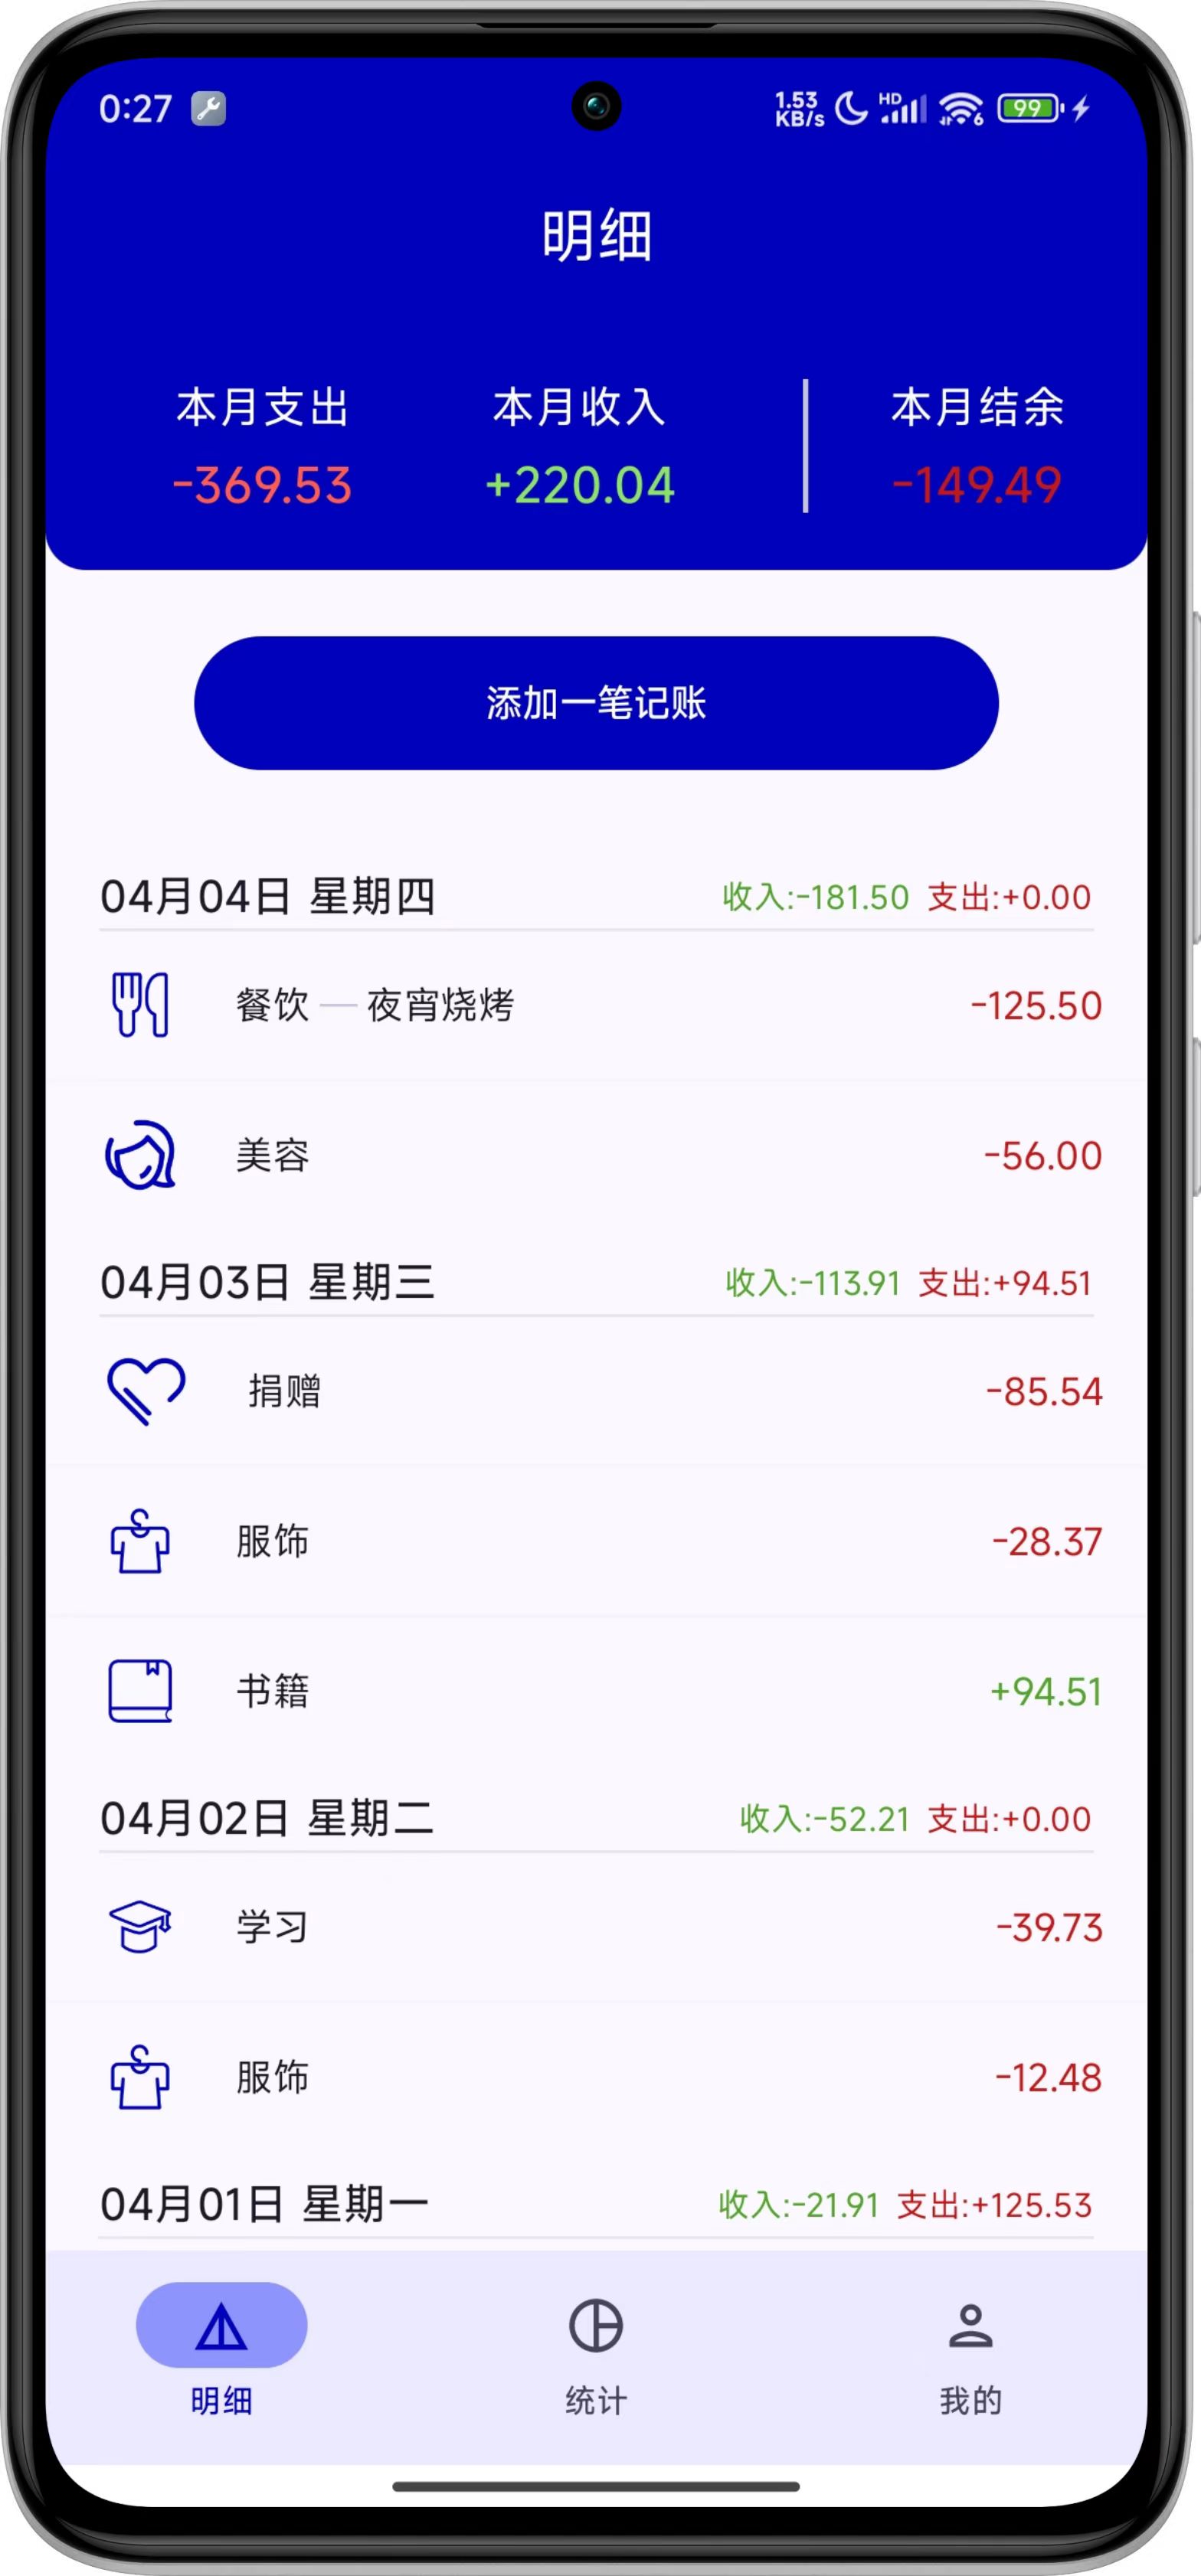 0:27 1.53 KB/s HD 6 99
明细
本月支出 本月收入 本月结余
-369.53 +220.04 -149.49
添加一笔记账
04月04日 星期四 收入:-181.50 支出:+0.00
餐饮 — 夜宵烧烤 -125.50
美容 -56.00
04月03日 星期三 收入:-113.91 支出:+94.51
捐赠 -85.54
服饰 -28.37
书籍 +94.51
04月02日 星期二 收入:-52.21 支出:+0.00
学习 -39.73
服饰 -12.48
04月01日 星期一 收入:-21.91 支出:+125.53
明细 统计 我的